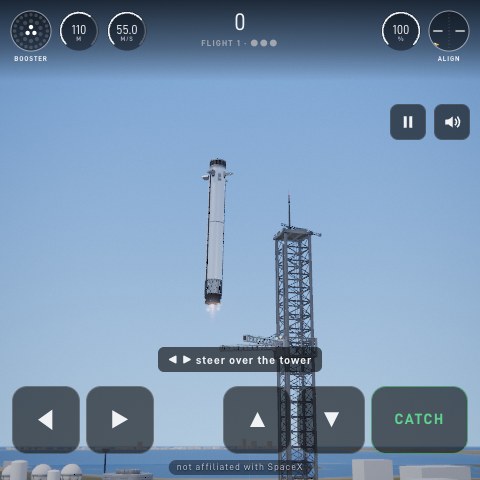 110
M
55.0
M/S
0
FLIGHT 1 ·
100
%
BOOSTER
ALIGN
steer over the tower
CATCH
not affiliated with SpaceX